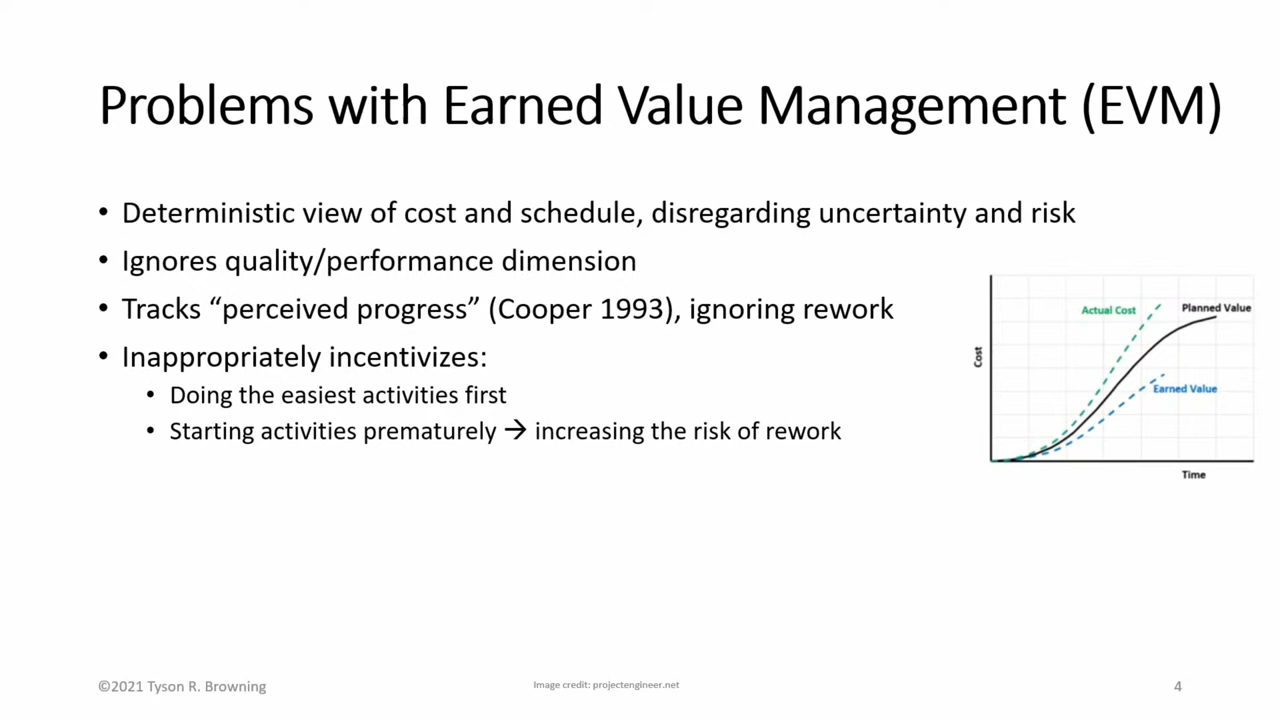 Problems with Earned Value Management (EVM)
• Deterministic view of cost and schedule, disregarding uncertainty and risk
• Ignores quality/performance dimension
• Tracks “perceived progress” (Cooper 1993), ignoring rework
• Inappropriately incentivizes:
• Doing the easiest activities first
• Starting activities prematurely → increasing the risk of rework
Actual Cost
Planned Value
Cost
Earned Value
Time
©2021 Tyson R. Browning
Image credit: projectengineer.net
4